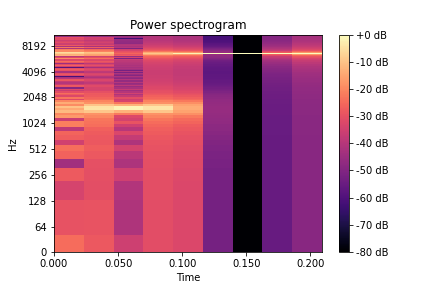 Power spectrogram
8192
4096
2048
1024
512
256
128
64
0
Hz
0.000 0.050 0.100 0.150 0.200
Time
+0 dB
-10 dB
-20 dB
-30 dB
-40 dB
-50 dB
-60 dB
-70 dB
-80 dB